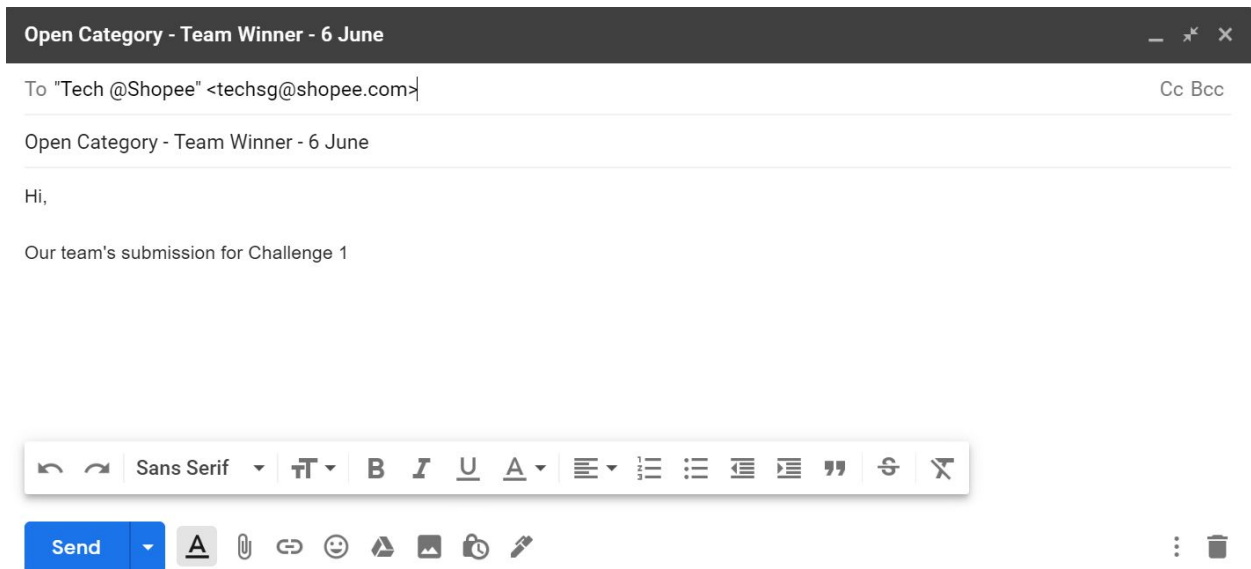 Open Category - Team Winner - 6 June
To "Tech @Shopee" <techsg@shopee.com>
Cc Bcc
Open Category - Team Winner - 6 June
Hi,
Our team's submission for Challenge 1
Sans Serif
Send